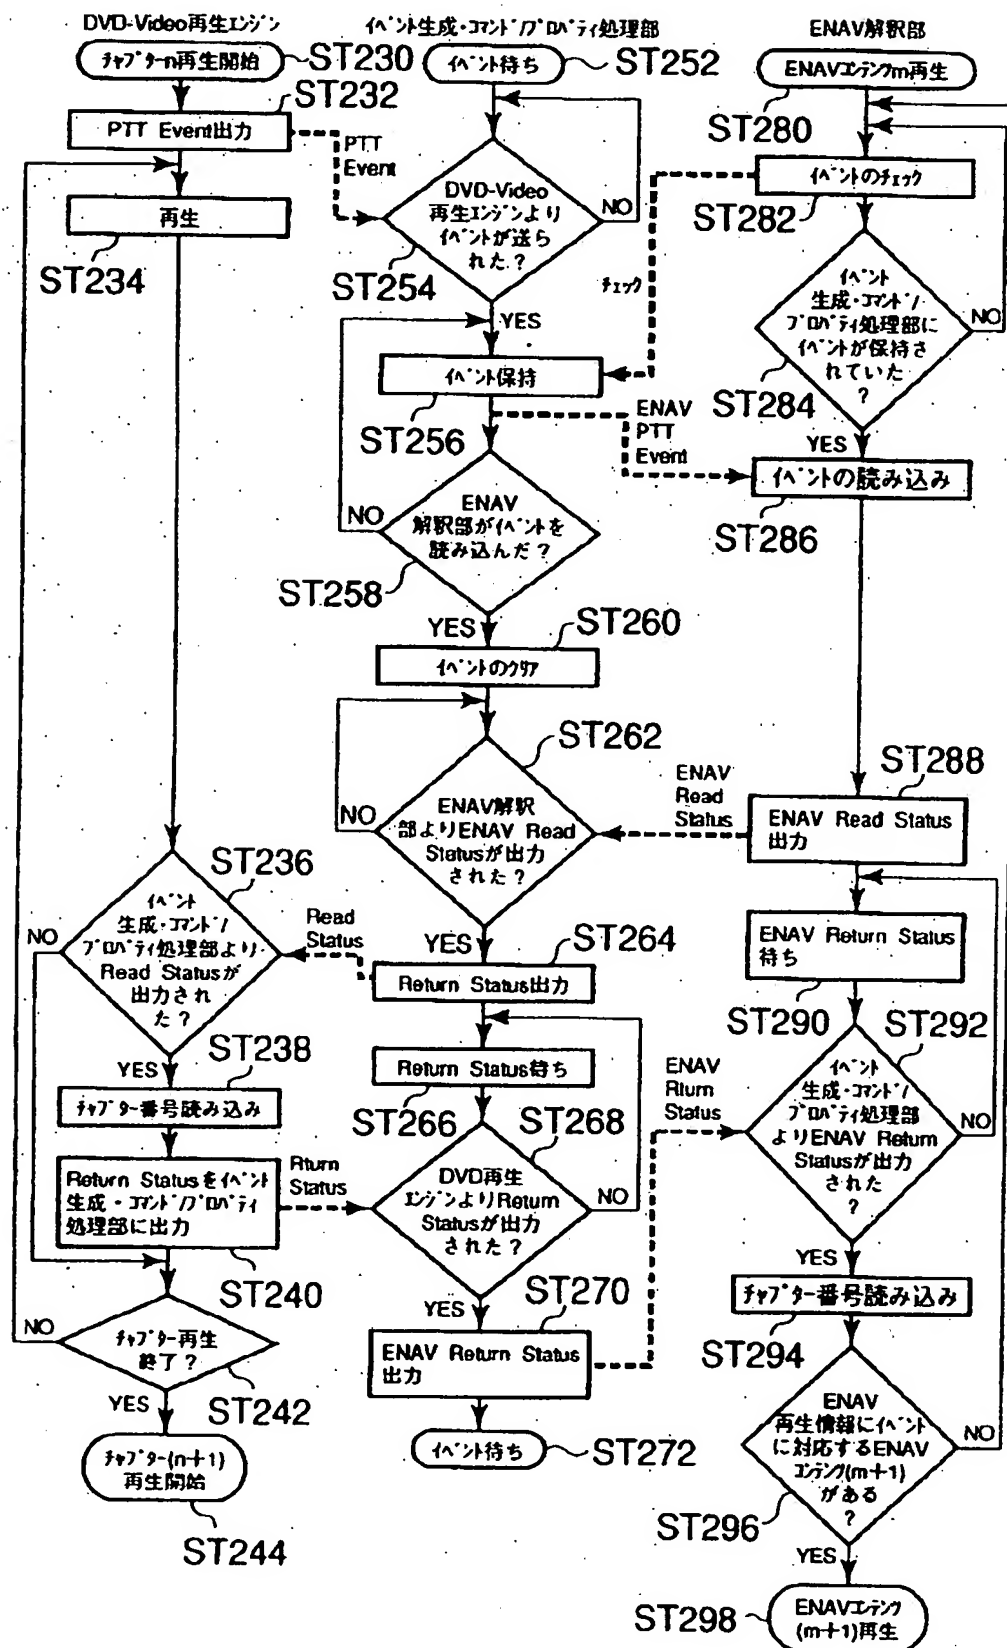 DVD-Video再生エンジン
チャプターn再生開始
ST230
ST232
PTT Event出力
PTT
Event
再生
ST234
ST236
イベント
生成・コマンド/
プロパティ処理部より
Read Statusが
出力され
た?
NO
YES
ST238
チャプター番号読み込み
Return Statusをイベント
生成・コマンド/プロパティ
処理部に出力
ST240
チャプター再生
終了?
NO
YES
ST242
チャプター(n+1)
再生開始
ST244
イベント生成・コマンド/プロパティ処理部
イベント待ち
ST252
DVD-Video
再生エンジンより
イベントが送ら
れた?
NO
ST254
YES
イベント保持
ST256
ENAV
PTT
Event
ENAV
解釈部がイベントを
読み込んだ?
NO
ST258
YES
ST260
イベントのクリア
ST262
ENAV解釈
部よりENAV Read
Statusが出力
された?
NO
YES
Read
Status
ST264
Return Status出力
Return Status待ち
ST266
ST268
DVD再生
エンジンよりReturn
Statusが出力
された?
NO
Rturn
Status
YES
ST270
ENAV Return Status
出力
イベント待ち
ST272
ENAV解釈部
ENAVコンテンツm再生
ST280
イベントのチェック
ST282
チェック
イベント
生成・コマンド/
プロパティ処理部に
イベントが保持さ
れていた
?
NO
ST284
YES
イベントの読み込み
ST286
ST288
ENAV
Read
Status
ENAV Read Status
出力
ENAV Return Status
待ち
ST290
ST292
ENAV
Rturn
Status
イベント
生成・コマンド/
プロパティ処理部
よりENAV Return
Statusが出力
された
?
NO
YES
チャプター番号読み込み
ST294
ENAV
再生情報にイベント
に対応するENAV
コンテンツ(m+1)
がある
?
NO
ST296
YES
ENAVコンテンツ
(m+1)再生
ST298